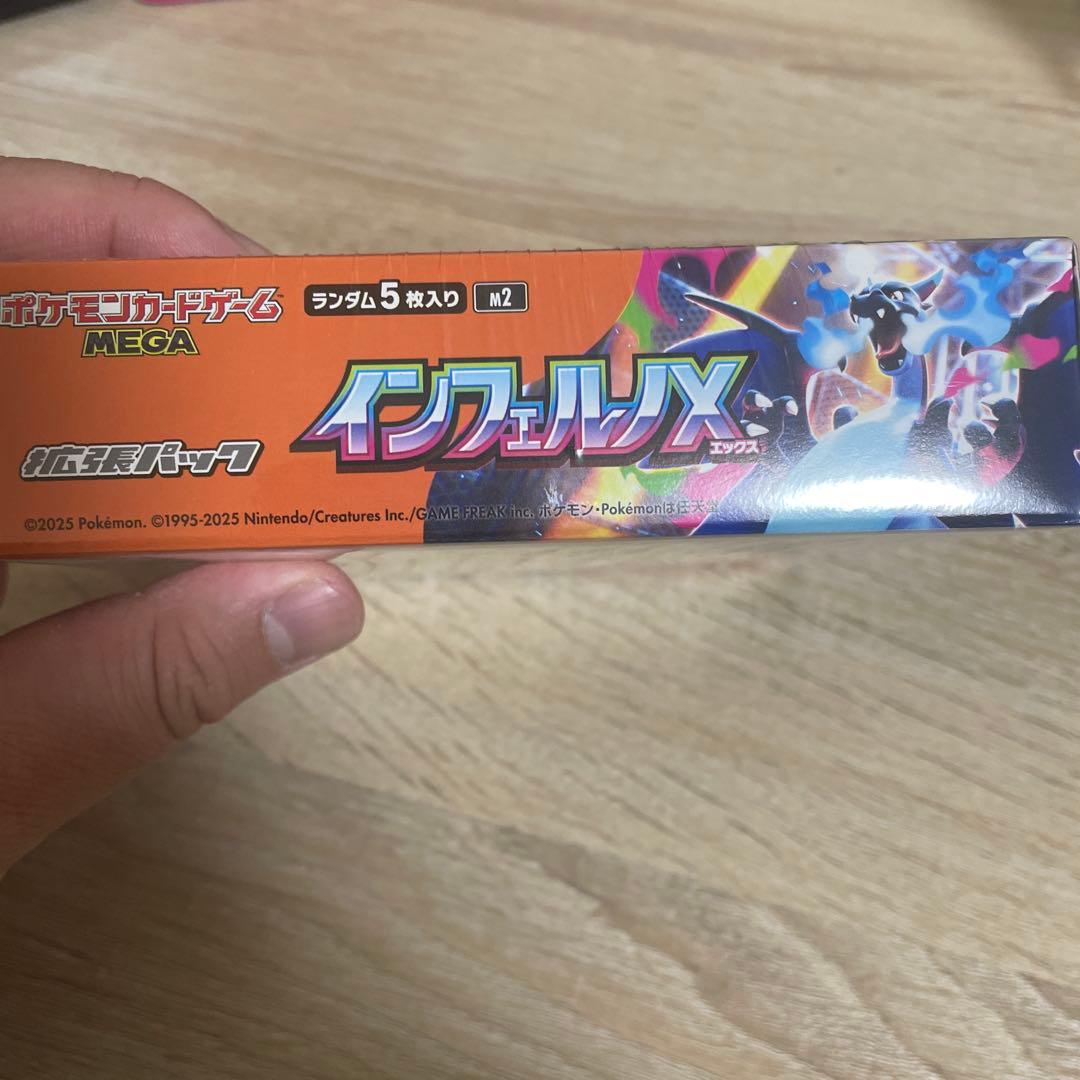 ポケモンカードゲーム
MEGA
ランダム5枚入り M2
インフェルノX
エックス
拡張パック
©2025 Pokémon. ©1995-2025 Nintendo/Creatures Inc./GAME FREAK inc. ポケモン・Pokémonは任天堂